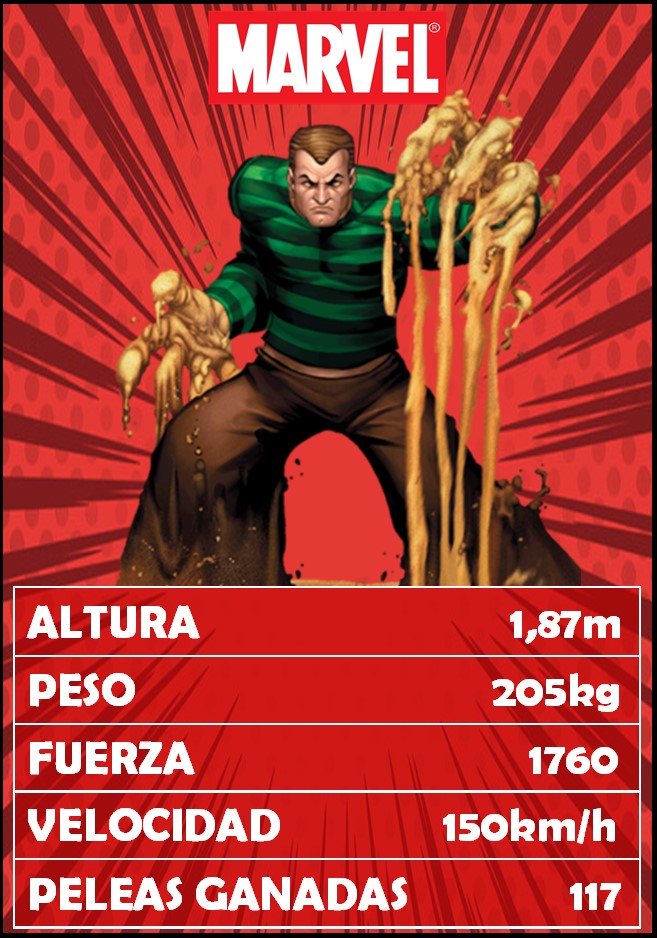 MARVEL®
ALTURA 1,87m
PESO 205kg
FUERZA 1760
VELOCIDAD 150km/h
PELEAS GANADAS 117